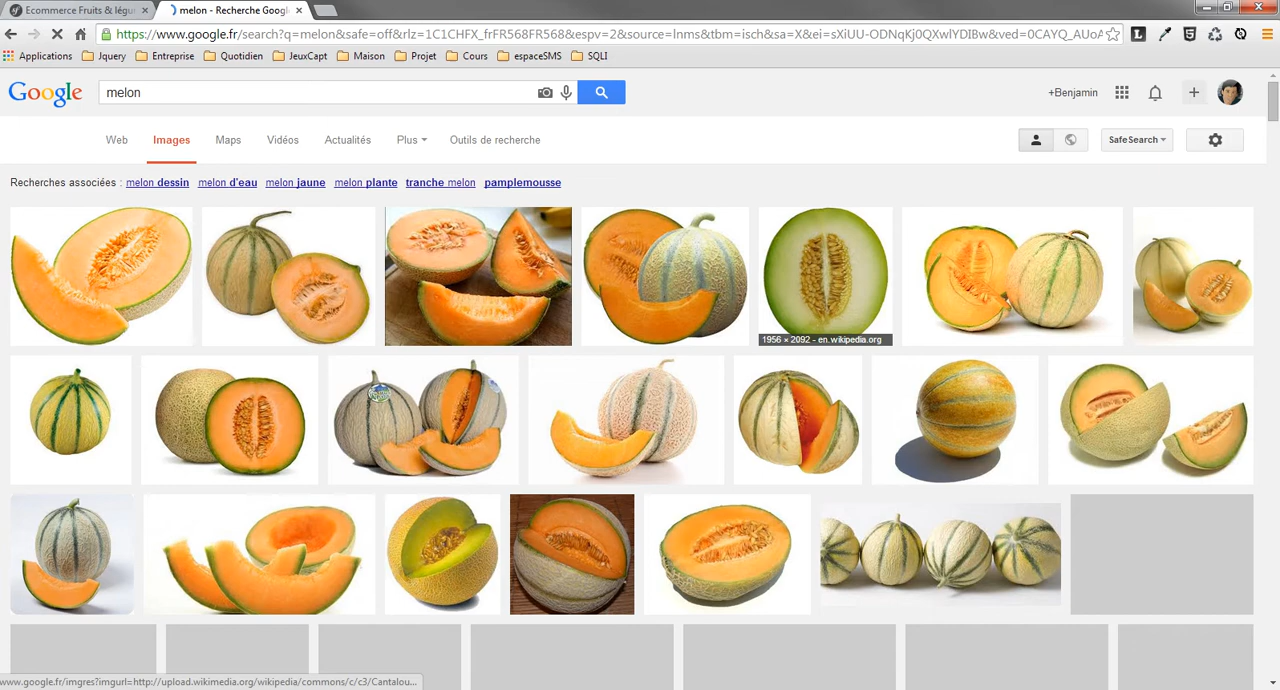 Ecommerce Fruits & légu
melon - Recherche Googl
https://www.google.fr/search?q=melon&safe=off&rlz=1C1CHFX_frFR568FR568&espv=2&source=lnms&tbm=isch&sa=X&ei=sXiUU-ODNqKj0QXwlYDIBw&ved=0CAYQ_AUoA
Applications Jquery Entreprise Quotidien JeuxCapt Maison Projet Cours espaceSMS SQLI
Google melon +Benjamin
Web Images Maps Vidéos Actualités Plus Outils de recherche SafeSearch
Recherches associées : melon dessin melon d'eau melon jaune melon plante tranche melon pamplemousse
1956 × 2092 - en.wikipedia.org
www.google.fr/imgres?imgurl=http://upload.wikimedia.org/wikipedia/commons/c/c3/Cantalou...